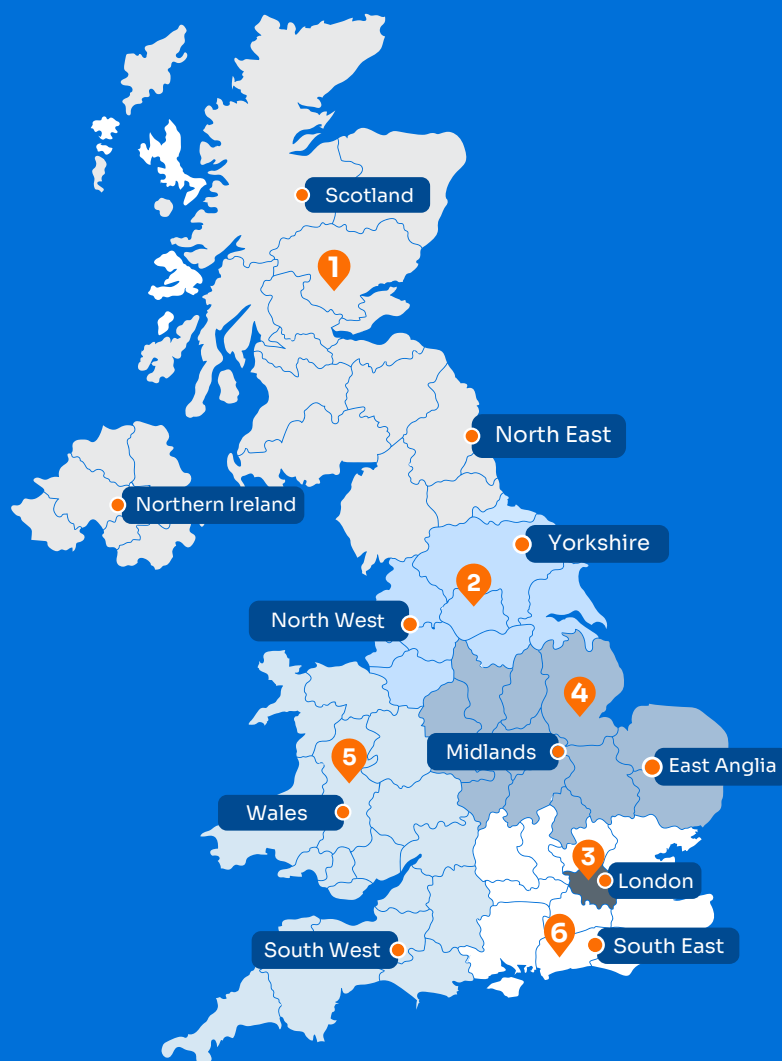 Scotland
1
North East
Northern Ireland
Yorkshire
2
North West
4
Midlands
5
East Anglia
Wales
3
London
6
South West
South East